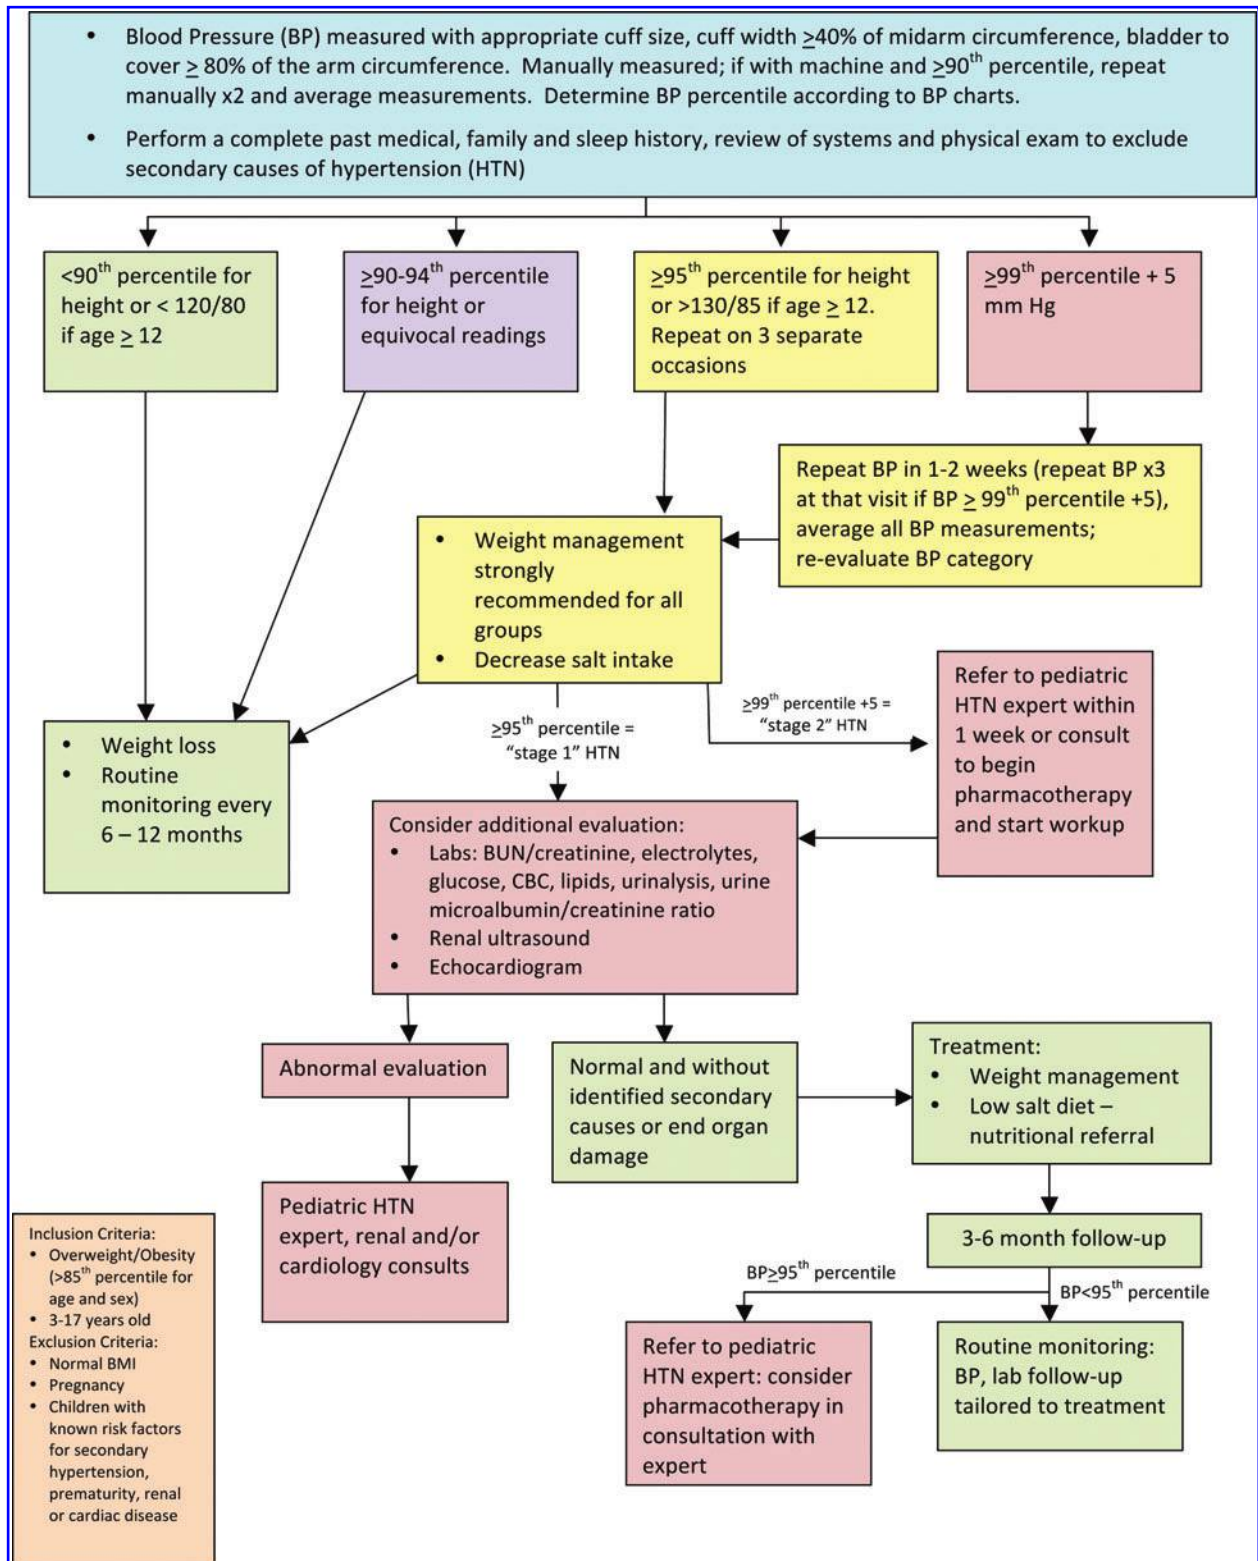 • Blood Pressure (BP) measured with appropriate cuff size, cuff width ≥40% of midarm circumference, bladder to
cover ≥ 80% of the arm circumference. Manually measured; if with machine and ≥90th percentile, repeat
manually x2 and average measurements. Determine BP percentile according to BP charts.
• Perform a complete past medical, family and sleep history, review of systems and physical exam to exclude
secondary causes of hypertension (HTN)
<90th percentile for
height or < 120/80
if age ≥ 12
≥90-94th percentile
for height or
equivocal readings
≥95th percentile for height
or >130/85 if age ≥ 12.
Repeat on 3 separate
occasions
≥99th percentile + 5
mm Hg
Repeat BP in 1-2 weeks (repeat BP x3
at that visit if BP ≥ 99th percentile +5),
average all BP measurements;
re-evaluate BP category
• Weight management
strongly
recommended for all
groups
• Decrease salt intake
≥95th percentile =
"stage 1" HTN
≥99th percentile +5 =
"stage 2" HTN
Refer to pediatric
HTN expert within
1 week or consult
to begin
pharmacotherapy
and start workup
• Weight loss
• Routine
monitoring every
6 – 12 months
Consider additional evaluation:
• Labs: BUN/creatinine, electrolytes,
glucose, CBC, lipids, urinalysis, urine
microalbumin/creatinine ratio
• Renal ultrasound
• Echocardiogram
Abnormal evaluation
Normal and without
identified secondary
causes or end organ
damage
Treatment:
• Weight management
• Low salt diet –
nutritional referral
Pediatric HTN
expert, renal and/or
cardiology consults
3-6 month follow-up
BP≥95th percentile
BP<95th percentile
Refer to pediatric
HTN expert: consider
pharmacotherapy in
consultation with
expert
Routine monitoring:
BP, lab follow-up
tailored to treatment
Inclusion Criteria:
• Overweight/Obesity
(>85th percentile for
age and sex)
• 3-17 years old
Exclusion Criteria:
• Normal BMI
• Pregnancy
• Children with
known risk factors
for secondary
hypertension,
prematurity, renal
or cardiac disease